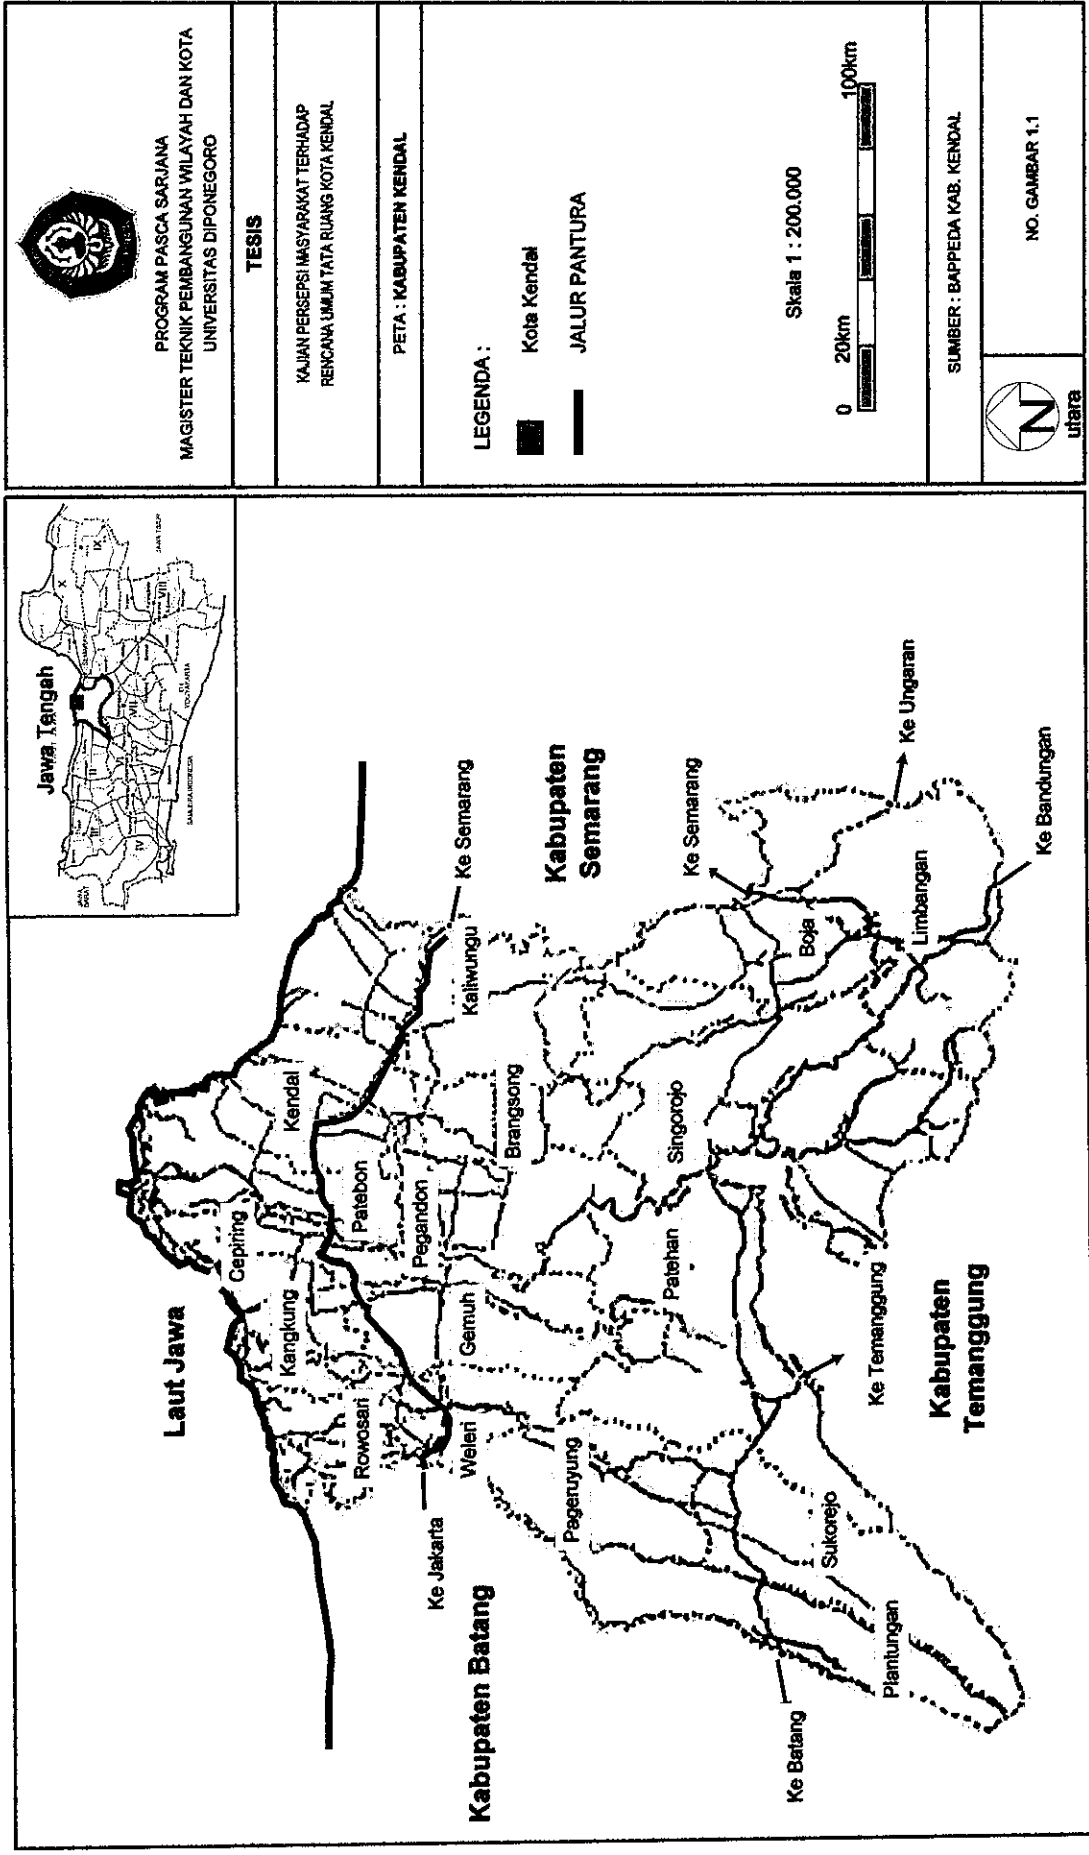 Jawa Tengah
Laut Jawa
Kabupaten Batang
Kabupaten
Semarang
Kabupaten
Temanggung
Ke Jakarta
Ke Semarang
Ke Semarang
Ke Ungaran
Ke Bandungan
Ke Temanggung
Ke Batang
Cepiring
Kangkung
Rowosari
Kendal
Patebon
Pegandon
Gemuh
Weleri
Kaliwungu
Brangsong
Pageruyung
Patehan
Singorojo
Boja
Limbangan
Sukorejo
Plantungan
PROGRAM PASCA SARJANA
MAGISTER TEKNIK PEMBANGUNAN WILAYAH DAN KOTA
UNIVERSITAS DIPONEGORO
TESIS
KAJIAN PERSEPSI MASYARAKAT TERHADAP
RENCANA UMUM TATA RUANG KOTA KENDAL
PETA : KABUPATEN KENDAL
LEGENDA :
Kota Kendal
JALUR PANTURA
Skala 1 : 200.000
0 20km 100km
SUMBER : BAPPEDA KAB. KENDAL
N
utara
NO. GAMBAR 1.1